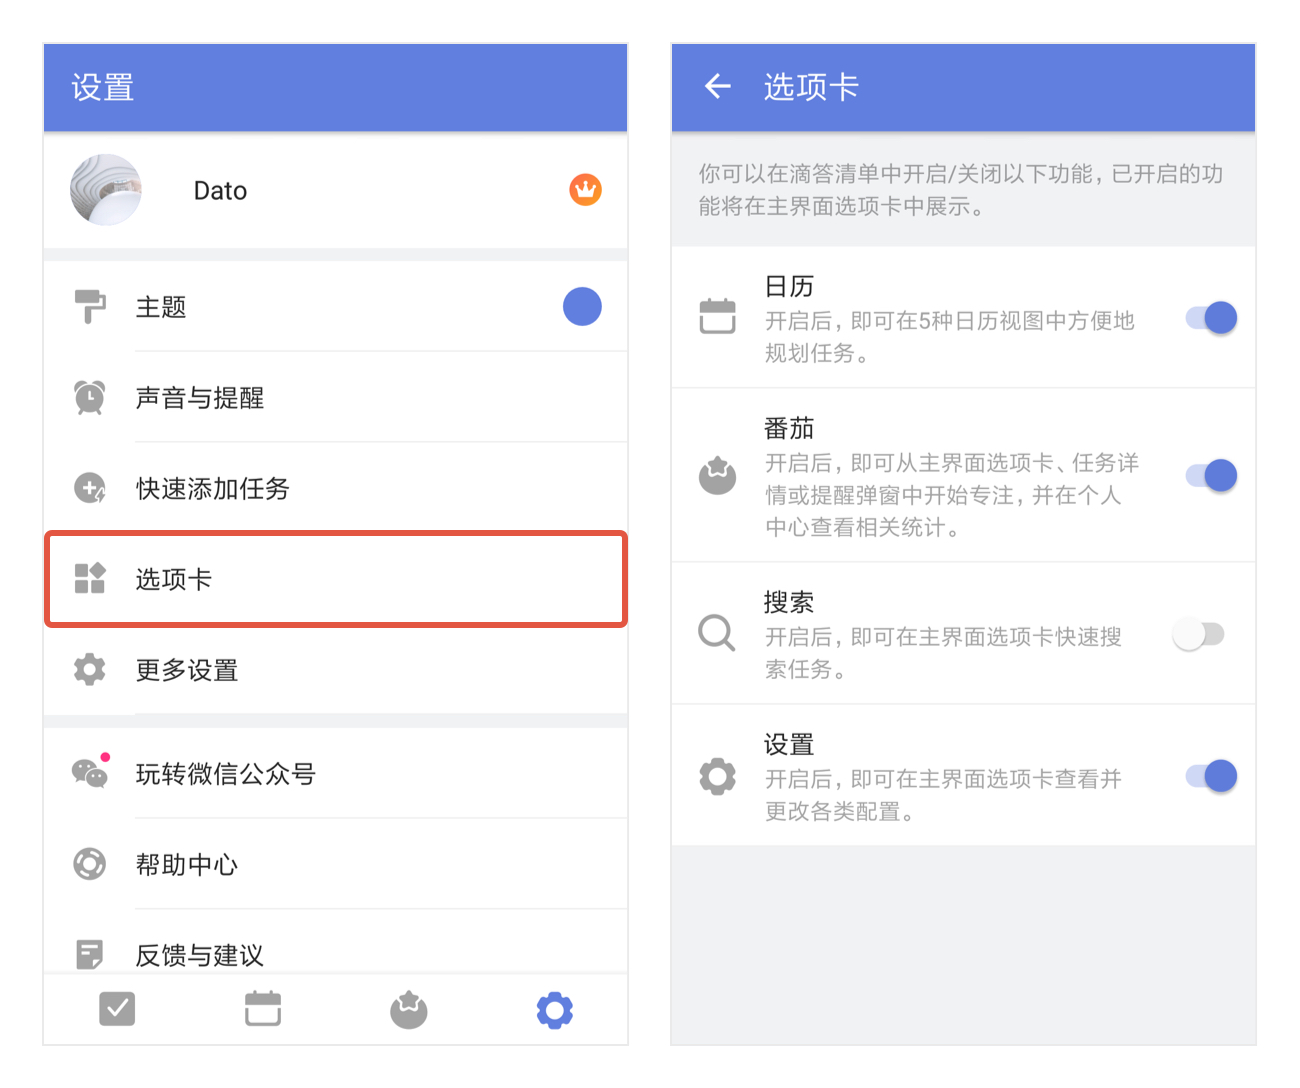 设置
Dato
主题
声音与提醒
快速添加任务
选项卡
更多设置
玩转微信公众号
帮助中心
反馈与建议
选项卡
你可以在滴答清单中开启/关闭以下功能，已开启的功
能将在主界面选项卡中展示。
日历
开启后，即可在5种日历视图中方便地
规划任务。
番茄
开启后，即可从主界面选项卡、任务详
情或提醒弹窗中开始专注，并在个人
中心查看相关统计。
搜索
开启后，即可在主界面选项卡快速搜
索任务。
设置
开启后，即可在主界面选项卡查看并
更改各类配置。